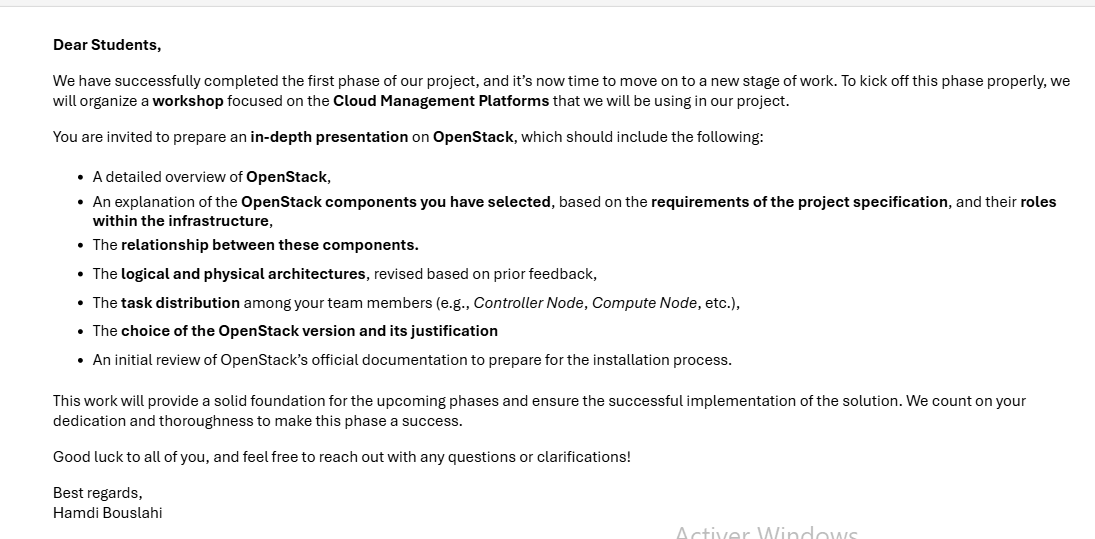 Dear Students,
We have successfully completed the first phase of our project, and it’s now time to move on to a new stage of work. To kick off this phase properly, we
will organize a workshop focused on the Cloud Management Platforms that we will be using in our project.
You are invited to prepare an in-depth presentation on OpenStack, which should include the following:
• A detailed overview of OpenStack,
• An explanation of the OpenStack components you have selected, based on the requirements of the project specification, and their roles
within the infrastructure,
• The relationship between these components.
• The logical and physical architectures, revised based on prior feedback,
• The task distribution among your team members (e.g., Controller Node, Compute Node, etc.),
• The choice of the OpenStack version and its justification
• An initial review of OpenStack’s official documentation to prepare for the installation process.
This work will provide a solid foundation for the upcoming phases and ensure the successful implementation of the solution. We count on your
dedication and thoroughness to make this phase a success.
Good luck to all of you, and feel free to reach out with any questions or clarifications!
Best regards,
Hamdi Bouslahi
Activer Windows